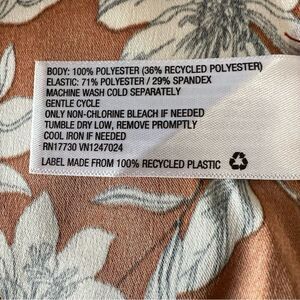 BODY: 100% POLYESTER (36% RECYCLED POLYESTER)
ELASTIC: 71% POLYESTER / 29% SPANDEX
MACHINE WASH COLD SEPARATELY
GENTLE CYCLE
ONLY NON-CHLORINE BLEACH IF NEEDED
TUMBLE DRY LOW, REMOVE PROMPTLY
COOL IRON IF NEEDED
RN17730 VN1247024
LABEL MADE FROM 100% RECYCLED PLASTIC